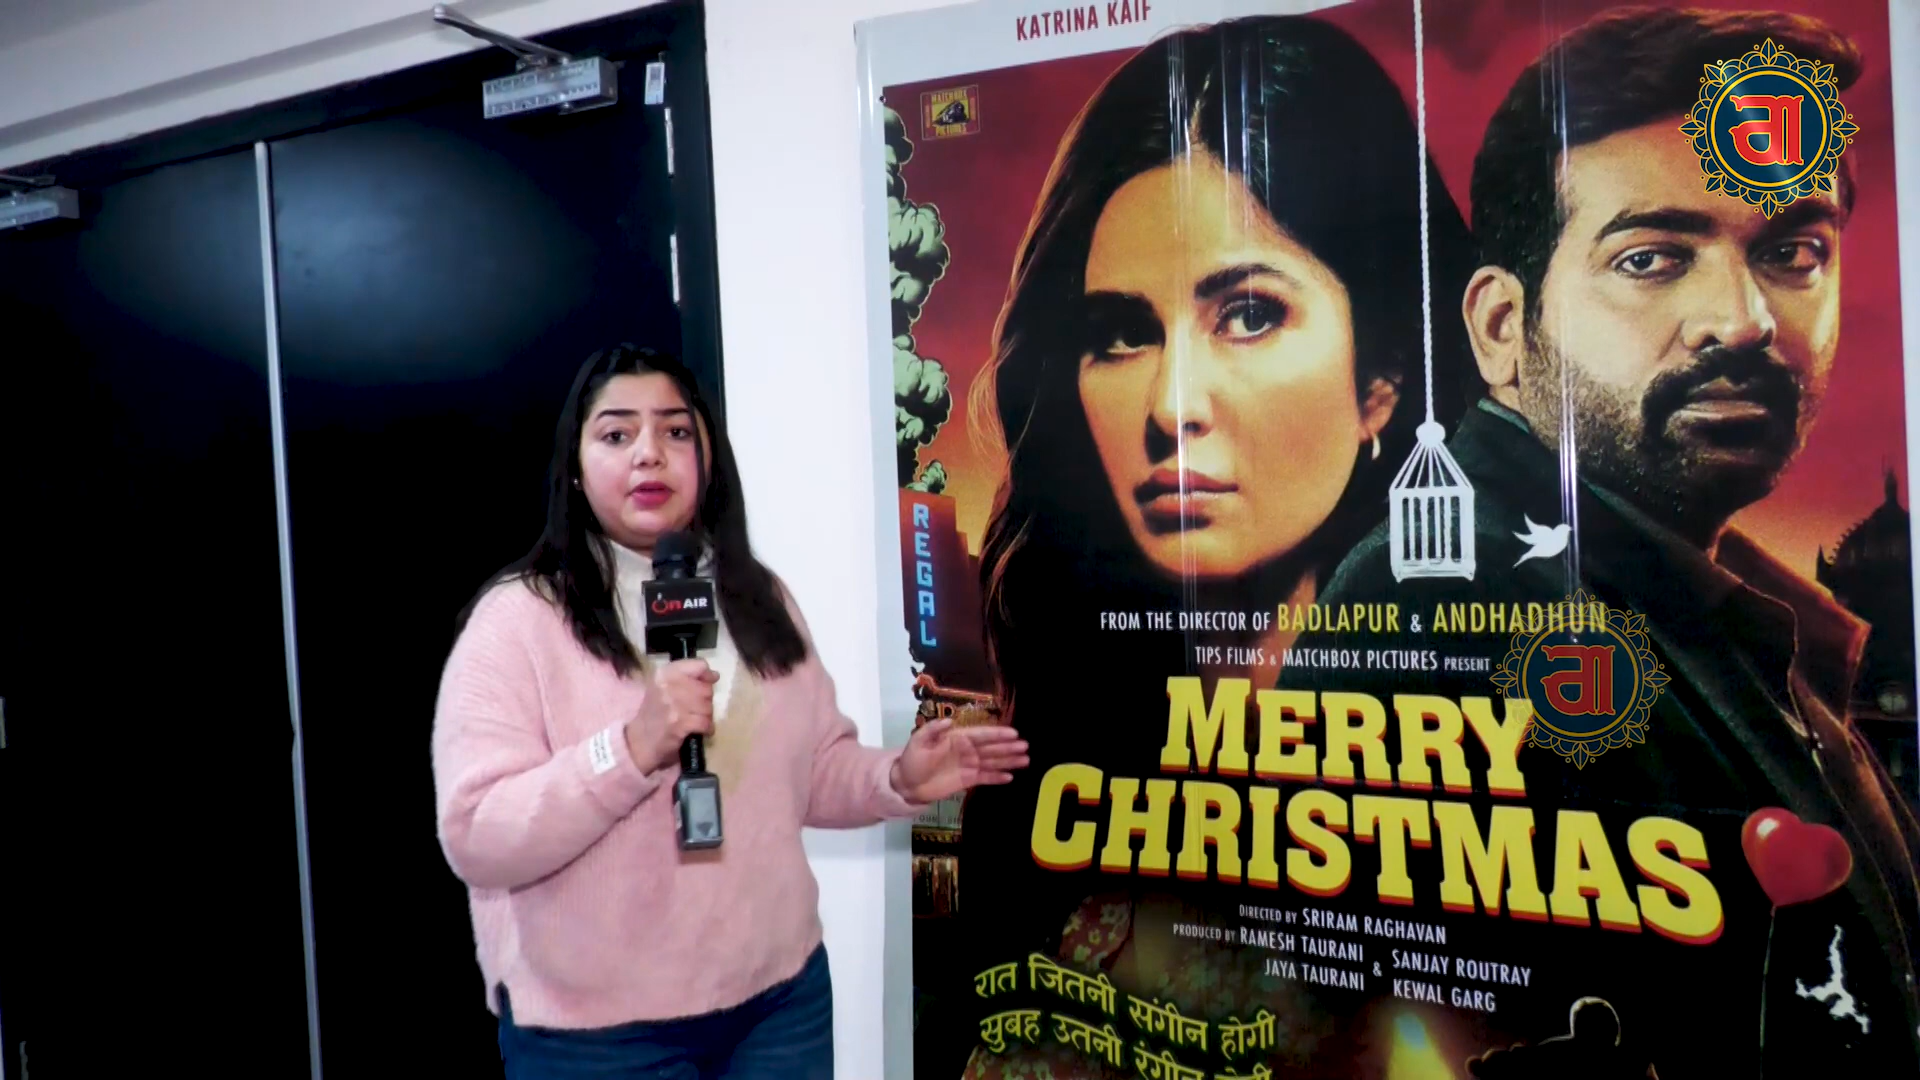 KATRINA KAIF
MATCHBOX
PICTURES
REGAL
FROM THE DIRECTOR OF BADLAPUR & ANDHADHUN
TIPS FILMS & MATCHBOX PICTURES PRESENT
MERRY
CHRISTMAS
DIRECTED BY SRIRAM RAGHAVAN
PRODUCED BY RAMESH TAURANI & SANJAY ROUTRAY
JAYA TAURANI & KEWAL GARG
रात जितनी संगीन होगी
सुबह उतनी रंगीन होगी
ON AIR